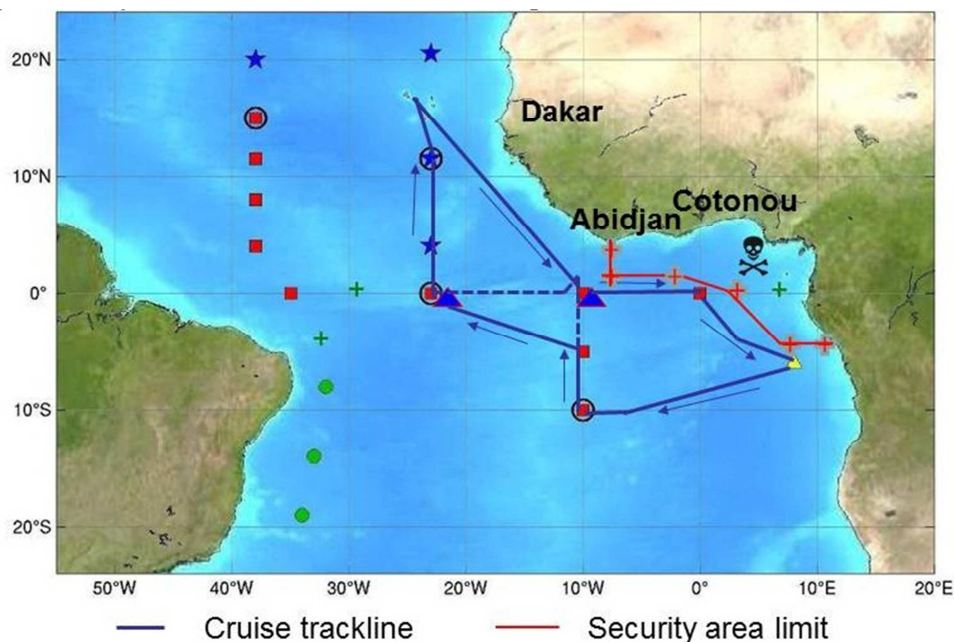 20°N
Dakar
10°N
Cotonou
Abidjan
0°
10°S
20°S
50°W 40°W 30°W 20°W 10°W 0° 10°E 20°E
Cruise trackline Security area limit